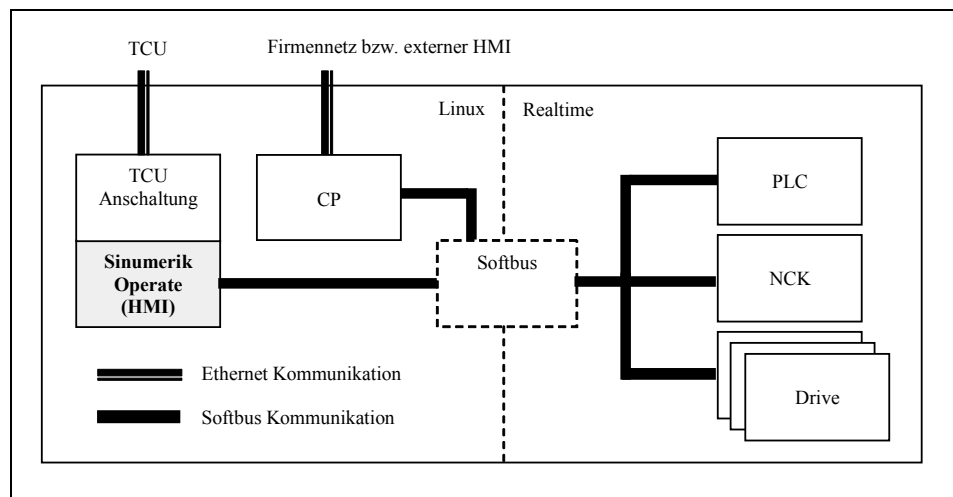 TCU
Firmennetz bzw. externer HMI
Linux
Realtime
TCU
Anschaltung
CP
PLC
Sinumerik
Operate
(HMI)
Softbus
NCK
Ethernet Kommunikation
Softbus Kommunikation
Drive